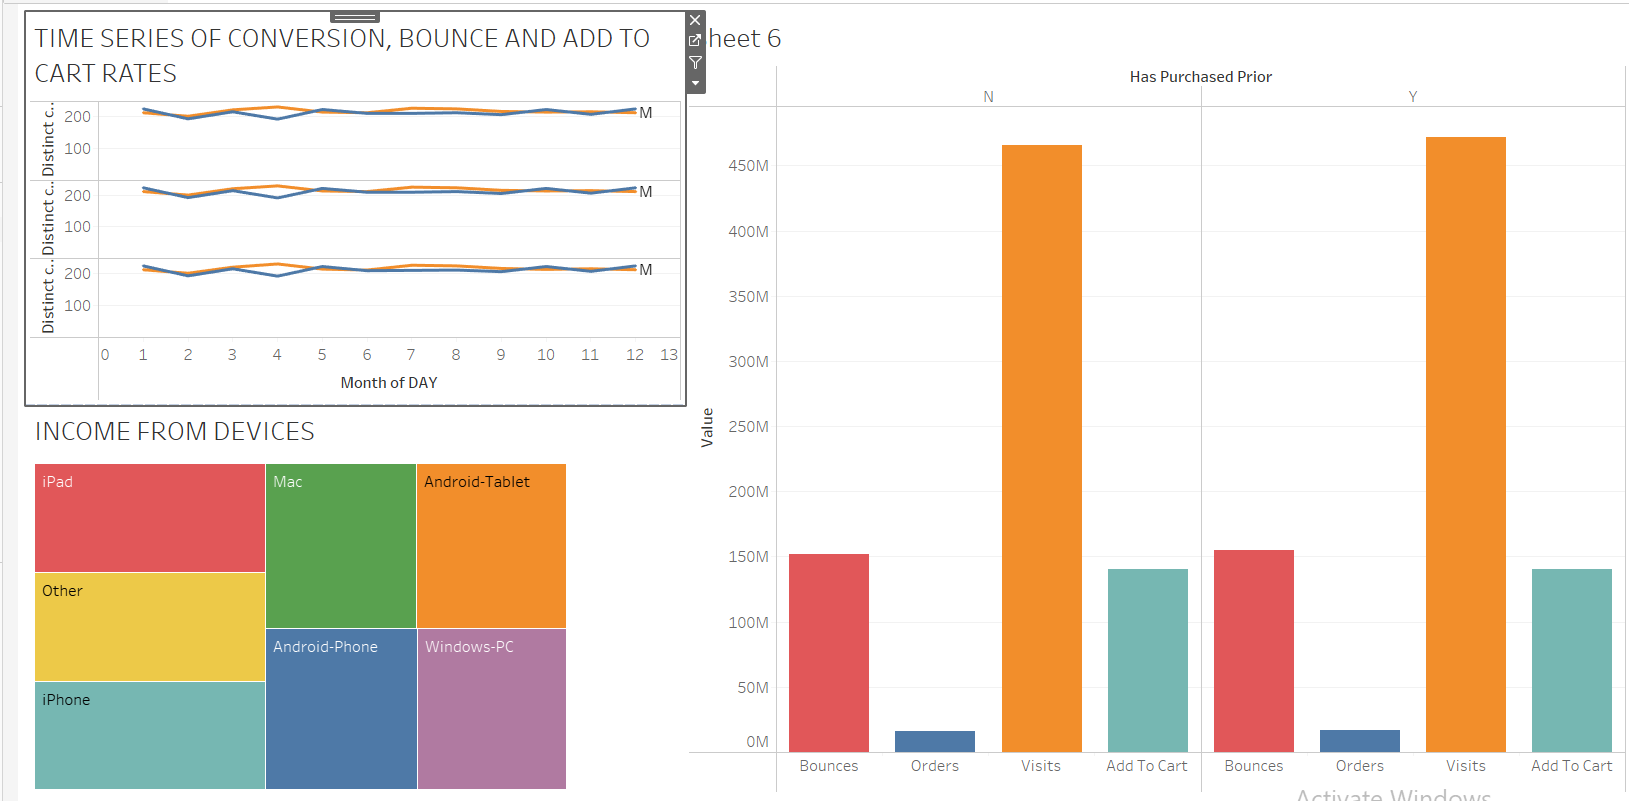 TIME SERIES OF CONVERSION, BOUNCE AND ADD TO
CART RATES
Distinct c..
200
100
M
Distinct c..
200
100
M
Distinct c..
200
100
M
0 1 2 3 4 5 6 7 8 9 10 11 12 13
Month of DAY
INCOME FROM DEVICES
iPad
Mac
Android-Tablet
Other
Android-Phone
Windows-PC
iPhone
heet 6
Has Purchased Prior
N Y
Value
450M
400M
350M
300M
250M
200M
150M
100M
50M
0M
Bounces Orders Visits Add To Cart Bounces Orders Visits Add To Cart
Activate Windows